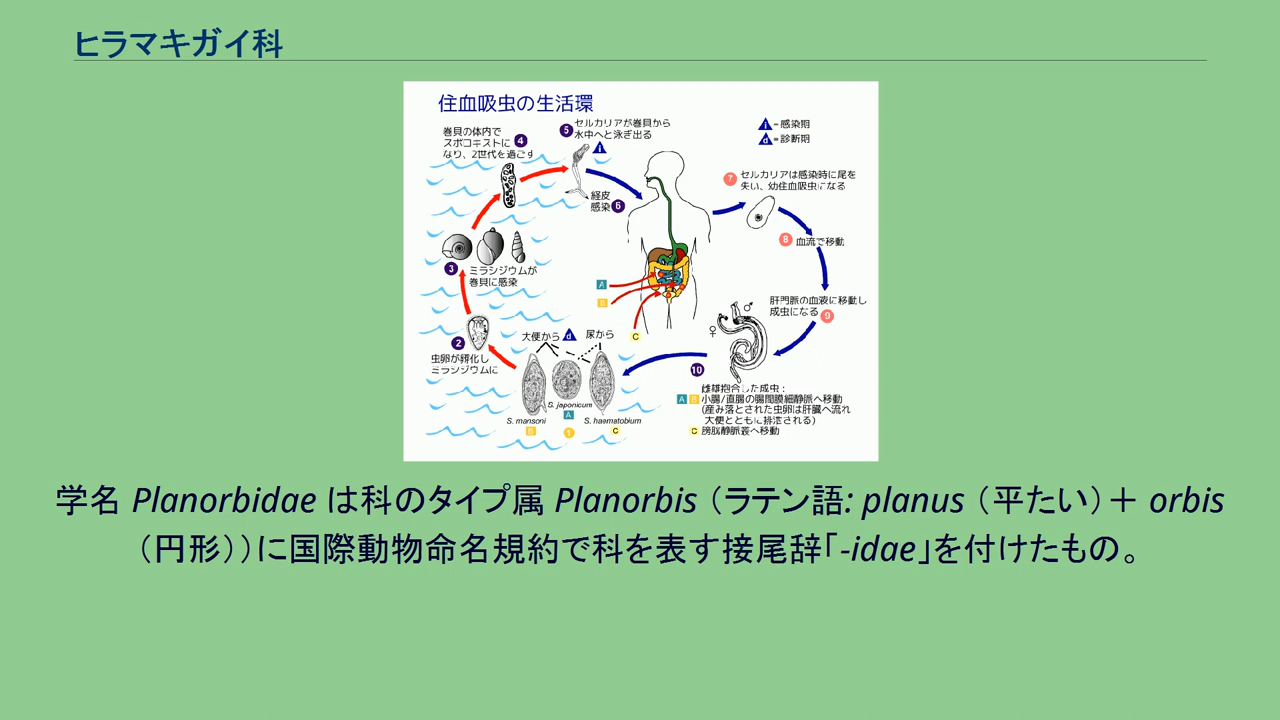 ヒラマキガイ科
住血吸虫の生活環
巻貝の体内で
スポロキストに
なり、2世代を過ごす
4
5
セルカリアが巻貝から
水中へと泳ぎ出る
i
i =感染期
d =診断期
経皮
感染
6
7
セルカリアは感染時に尾を
失い、幼住血吸虫になる
8
血流で移動
3
ミラシジウムが
巻貝に感染
A
B
C
肝門脈の血液に移動し
成虫になる
9
♀
♂
2
虫卵が孵化し
ミラシジウムに
大便から
d
尿から
S. mansoni
B
S. japonicum
A
1
S. haematobium
C
10
雌雄抱合した成虫:
A B 小腸/直腸の腸間膜細静脈へ移動
(産み落とされた虫卵は肝臓へ流れ
大便とともに排泄される)
C 膀胱静脈叢へ移動
学名 Planorbidae は科のタイプ属 Planorbis （ラテン語: planus （平たい）＋ orbis
（円形））に国際動物命名規約で科を表す接尾辞「-idae」を付けたもの。